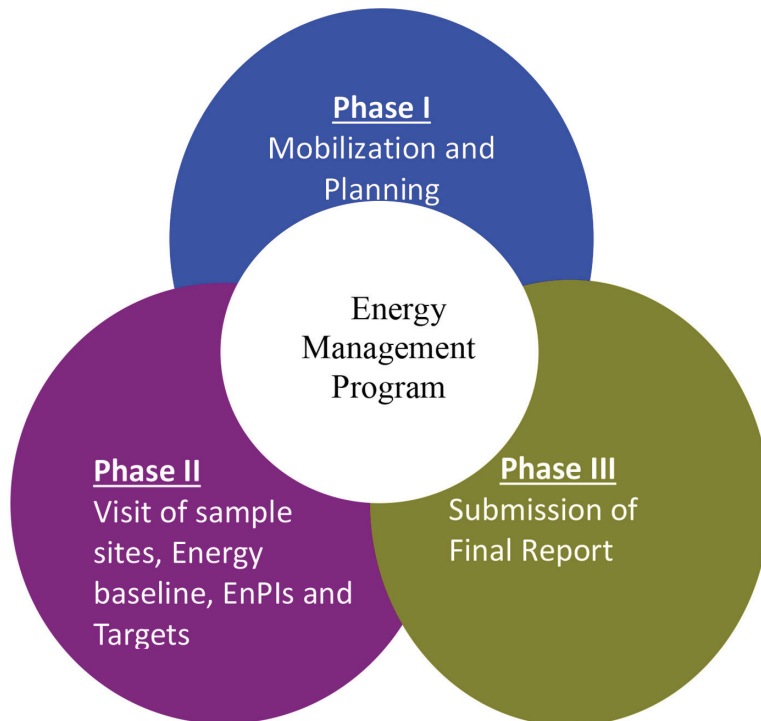 Phase I
Mobilization and
Planning
Energy
Management
Program
Phase II
Visit of sample
sites, Energy
baseline, EnPIs and
Targets
Phase III
Submission of
Final Report